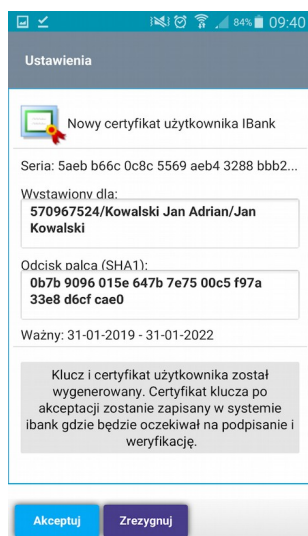 84% 09:40
Ustawienia
Nowy certyfikat użytkownika IBank
Seria: 5aeb b66c 0c8c 5569 aeb4 3288 bbb2...
Wystawiony dla:
570967524/Kowalski Jan Adrian/Jan
Kowalski
Odcisk palca (SHA1):
0b7b 9096 015e 647b 7e75 00c5 f97a
33e8 d6cf cae0
Ważny: 31-01-2019 - 31-01-2022
Klucz i certyfikat użytkownika został
wygenerowany. Certyfikat klucza po
akceptacji zostanie zapisany w systemie
ibank gdzie będzie oczekiwał na podpisanie i
weryfikację.
Akceptuj Zrezygnuj